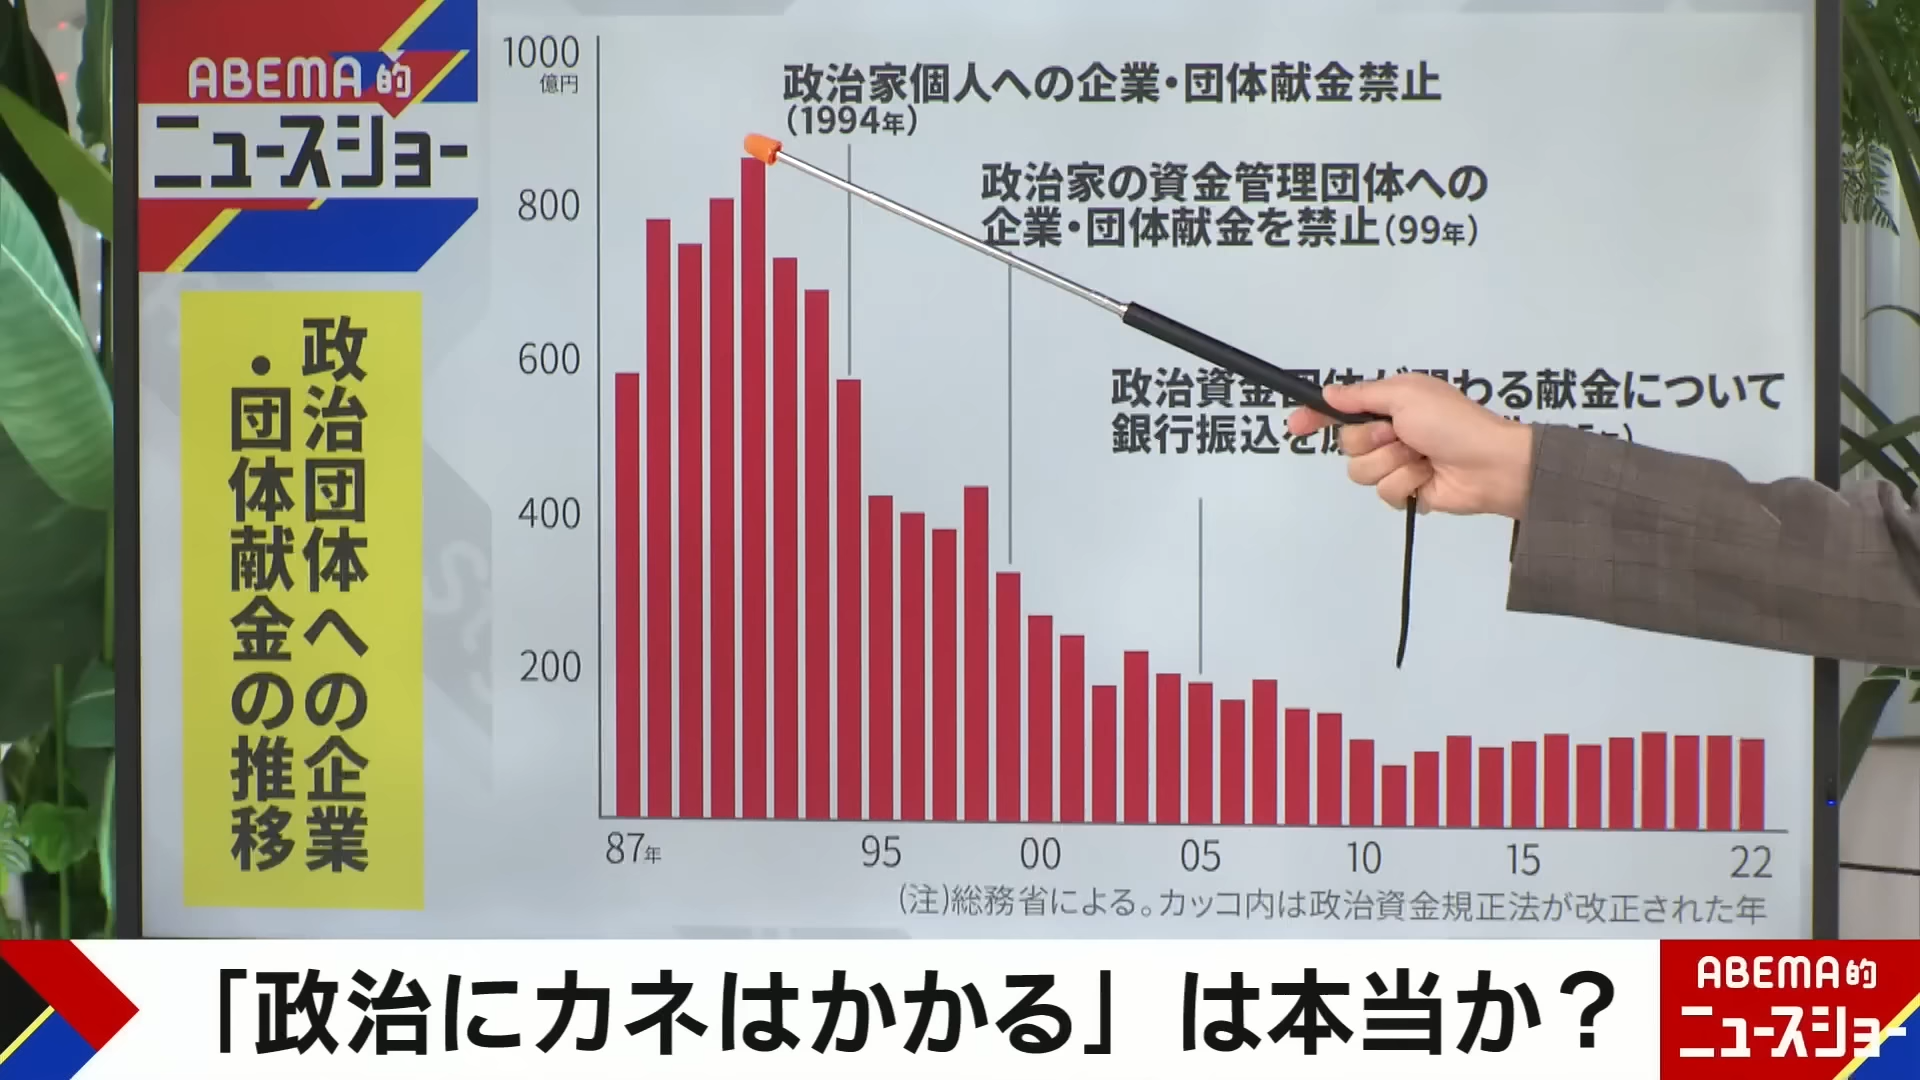 ABEMA的
ニュースショー
政治団体への企業
・団体献金の推移
1000
億円
800
600
400
200
政治家個人への企業・団体献金禁止
(1994年)
政治家の資金管理団体への
企業・団体献金を禁止(99年)
政治資金団体が関わる献金について
銀行振込を原
87年
95
00
05
10
15
22
(注)総務省による。カッコ内は政治資金規正法が改正された年
「政治にカネはかかる」は本当か？
ABEMA的
ニュースショー